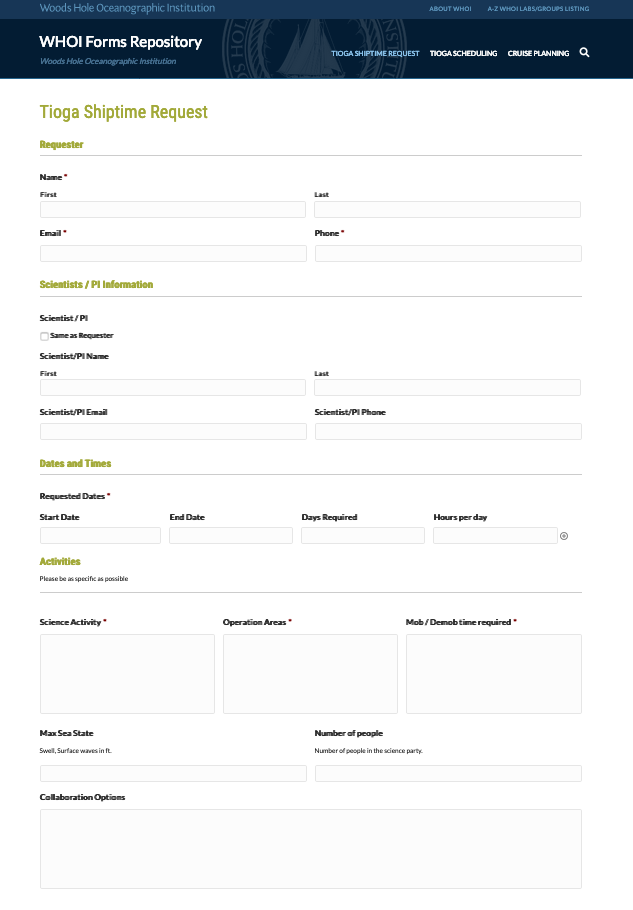 Woods Hole Oceanographic Institution
ABOUT WHOI A-Z WHOI LABS/GROUPS LISTING
WHOI Forms Repository
Woods Hole Oceanographic Institution
TIOGA SHIPTIME REQUEST TIOGA SCHEDULING CRUISE PLANNING
Tioga Shiptime Request
Requester
Name *
First Last
Email * Phone *
Scientists / PI Information
Scientist / PI
Same as Requester
Scientist/PI Name
First Last
Scientist/PI Email Scientist/PI Phone
Dates and Times
Requested Dates *
Start Date End Date Days Required Hours per day
Activities
Please be as specific as possible
Science Activity * Operation Areas * Mob / Demob time required *
Max Sea State Number of people
Swell, Surface waves in ft. Number of people in the science party.
Collaboration Options